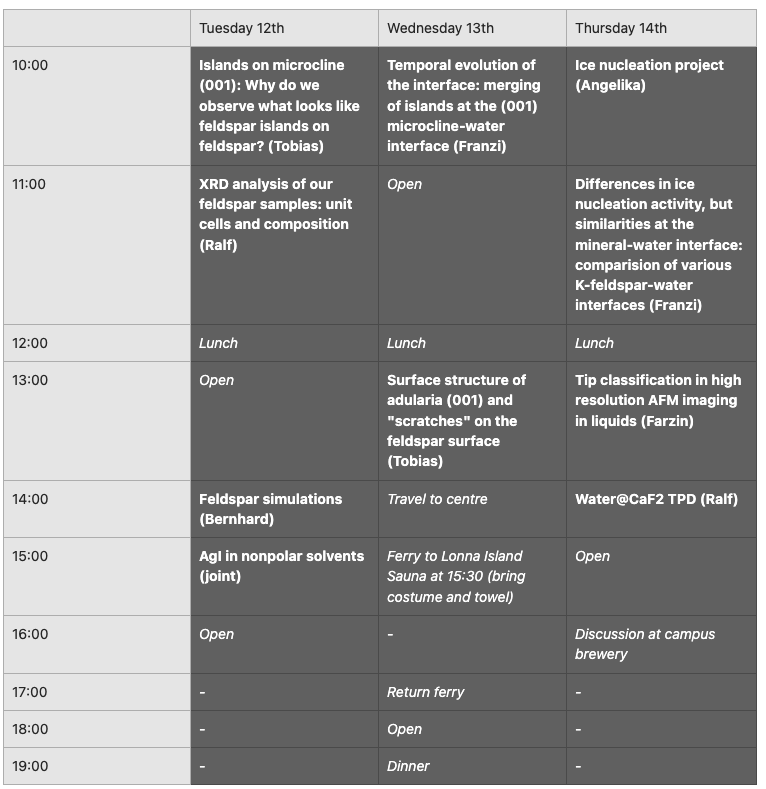 Tuesday 12th
Wednesday 13th
Thursday 14th
10:00
Islands on microcline
(001): Why do we
observe what looks like
feldspar islands on
feldspar? (Tobias)
Temporal evolution of
the interface: merging
of islands at the (001)
microcline-water
interface (Franzi)
Ice nucleation project
(Angelika)
11:00
XRD analysis of our
feldspar samples: unit
cells and composition
(Ralf)
Open
Differences in ice
nucleation activity, but
similarities at the
mineral-water interface:
comparision of various
K-feldspar-water
interfaces (Franzi)
12:00
Lunch
Lunch
Lunch
13:00
Open
Surface structure of
adularia (001) and
"scratches" on the
feldspar surface
(Tobias)
Tip classification in high
resolution AFM imaging
in liquids (Farzin)
14:00
Feldspar simulations
(Bernhard)
Travel to centre
Water@CaF2 TPD (Ralf)
15:00
AgI in nonpolar solvents
(joint)
Ferry to Lonna Island
Sauna at 15:30 (bring
costume and towel)
Open
16:00
Open
-
Discussion at campus
brewery
17:00
-
Return ferry
-
18:00
-
Open
-
19:00
-
Dinner
-